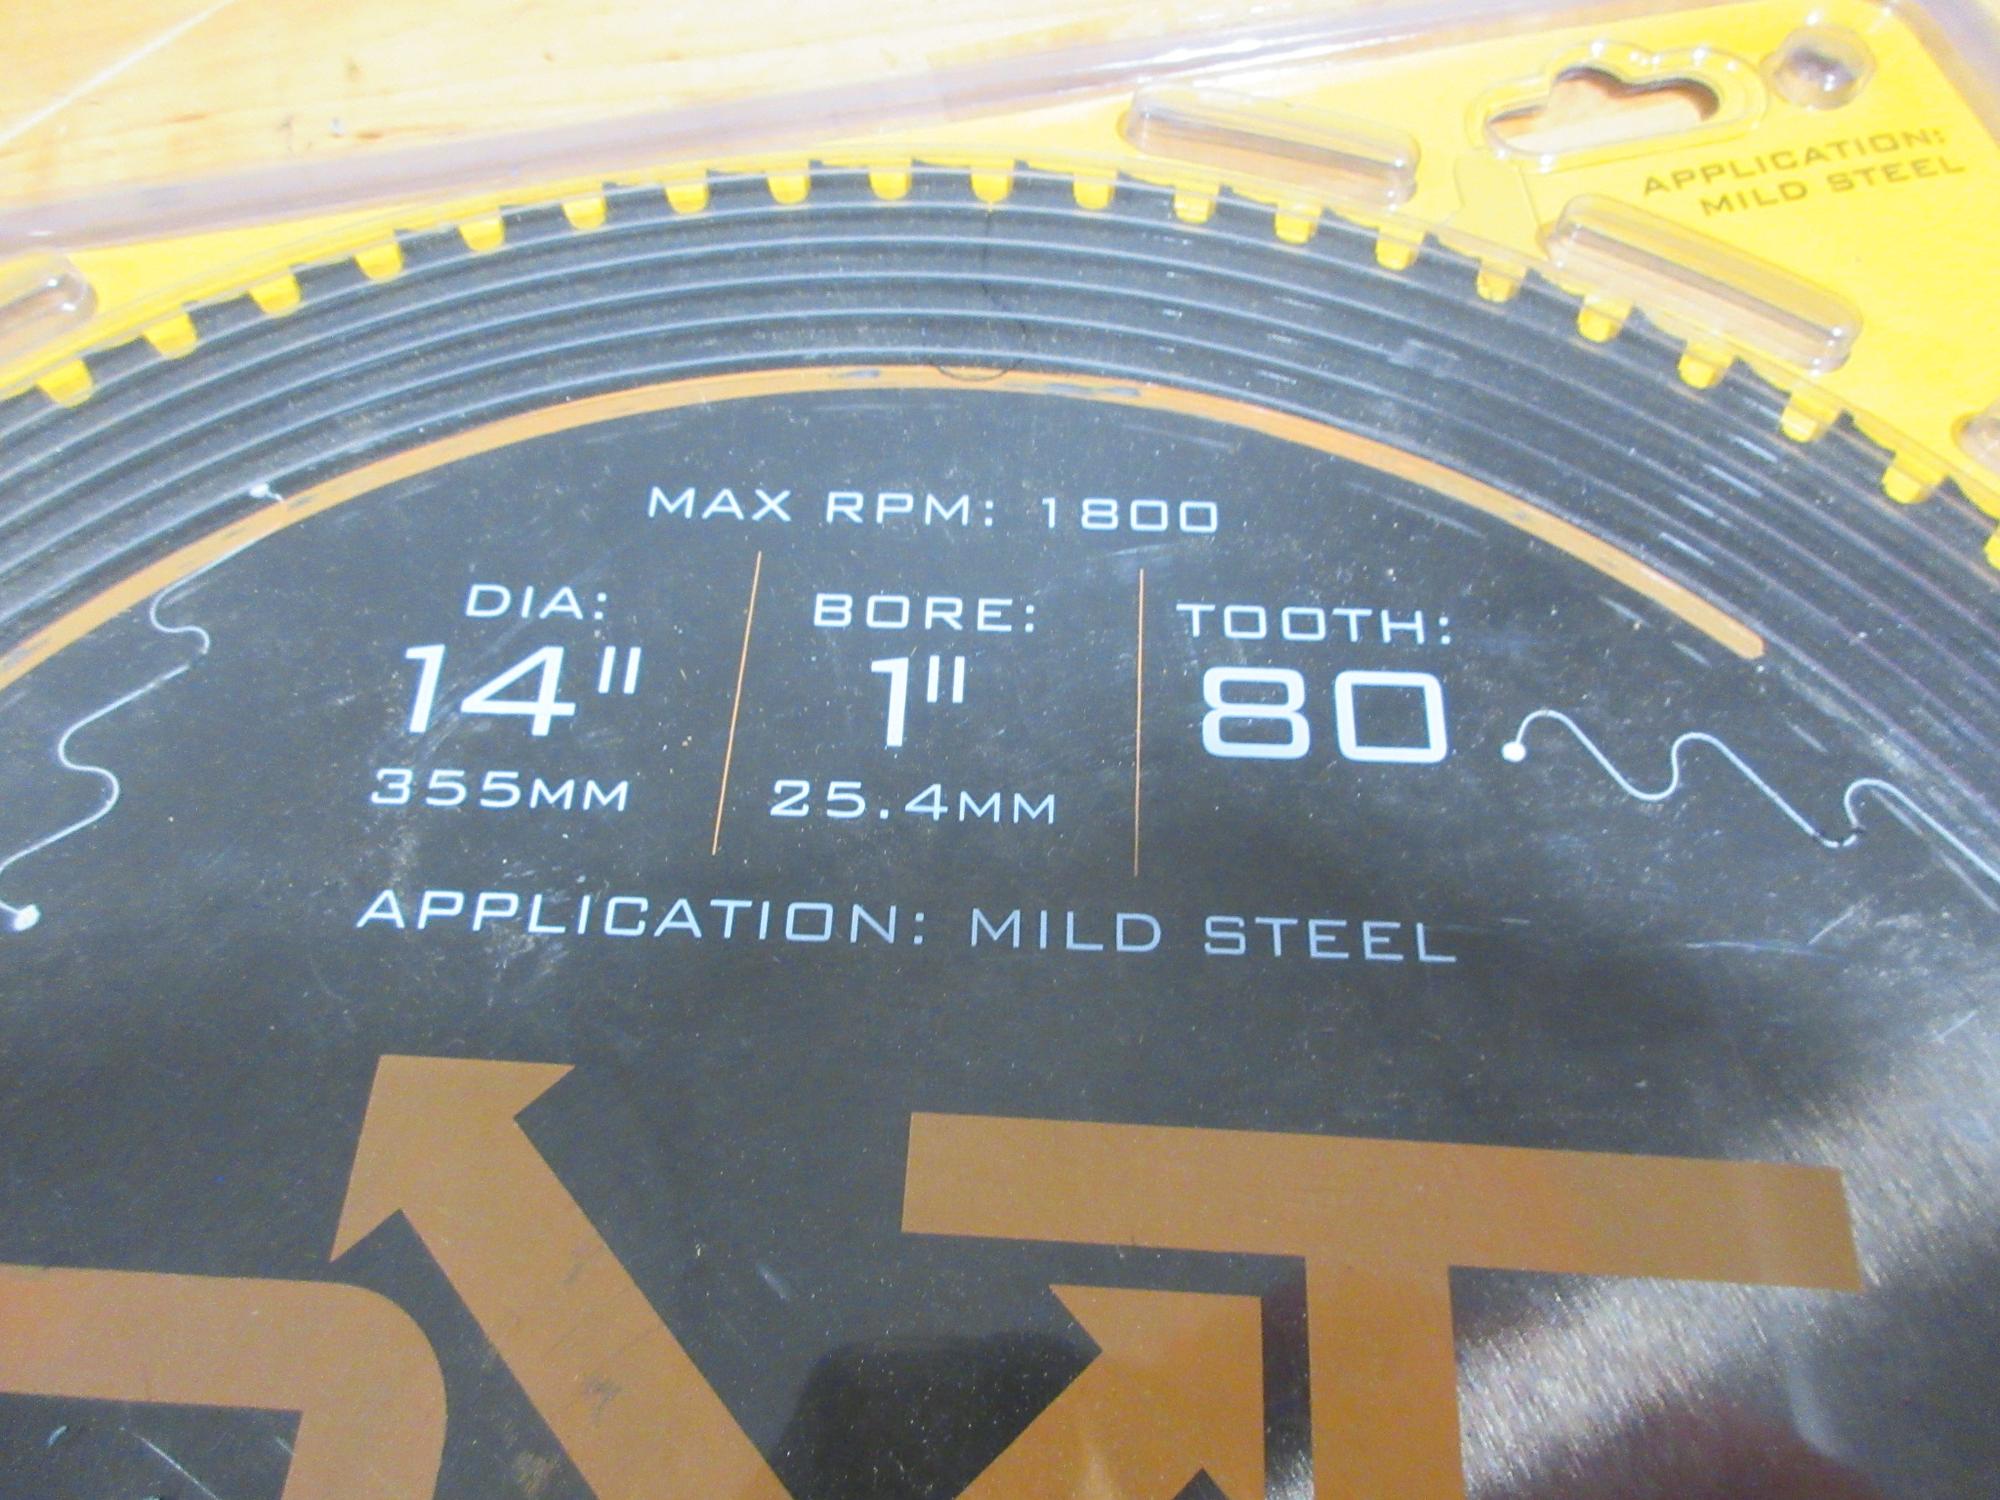 APPLICATION:
MILD STEEL
MAX RPM: 1800
DIA:
14"
355MM
BORE:
1"
25.4MM
TOOTH:
80
APPLICATION: MILD STEEL